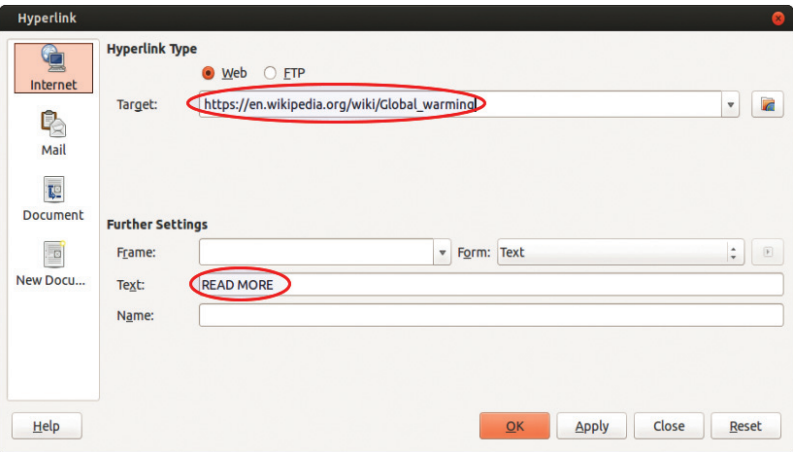 Hyperlink
Internet
Mail
Document
New Docu...
Hyperlink Type
Web FTP
Target: https://en.wikipedia.org/wiki/Global_warming
Further Settings
Frame: Form: Text
Text: READ MORE
Name:
Help OK Apply Close Reset